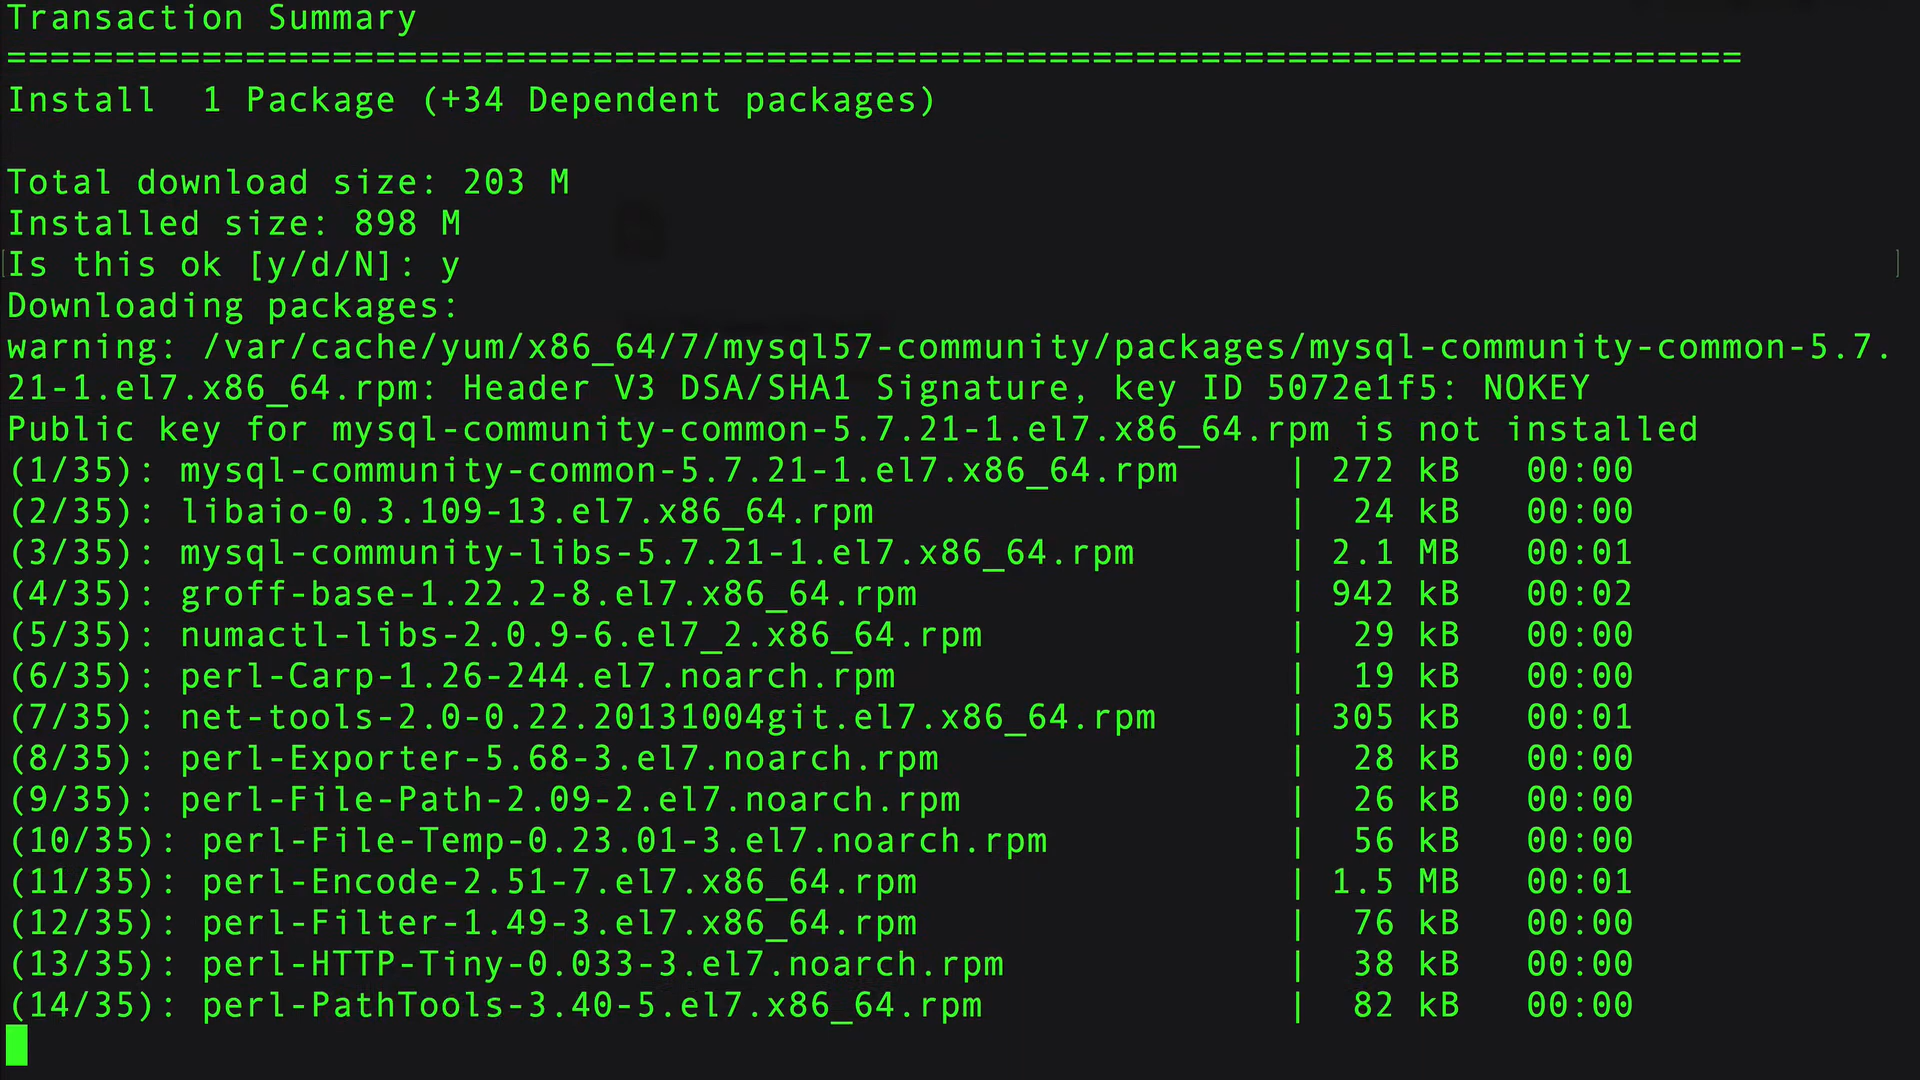 Transaction Summary
================================================================================
Install  1 Package (+34 Dependent packages)
Total download size: 203 M
Installed size: 898 M
[Is this ok [y/d/N]: y ]
Downloading packages:
warning: /var/cache/yum/x86_64/7/mysql57-community/packages/mysql-community-common-5.7.
21-1.el7.x86_64.rpm: Header V3 DSA/SHA1 Signature, key ID 5072e1f5: NOKEY
Public key for mysql-community-common-5.7.21-1.el7.x86_64.rpm is not installed
(1/35): mysql-community-common-5.7.21-1.el7.x86_64.rpm     | 272 kB   00:00
(2/35): libaio-0.3.109-13.el7.x86_64.rpm                   |  24 kB   00:00
(3/35): mysql-community-libs-5.7.21-1.el7.x86_64.rpm       | 2.1 MB   00:01
(4/35): groff-base-1.22.2-8.el7.x86_64.rpm                 | 942 kB   00:02
(5/35): numactl-libs-2.0.9-6.el7_2.x86_64.rpm              |  29 kB   00:00
(6/35): perl-Carp-1.26-244.el7.noarch.rpm                  |  19 kB   00:00
(7/35): net-tools-2.0-0.22.20131004git.el7.x86_64.rpm      | 305 kB   00:01
(8/35): perl-Exporter-5.68-3.el7.noarch.rpm                |  28 kB   00:00
(9/35): perl-File-Path-2.09-2.el7.noarch.rpm               |  26 kB   00:00
(10/35): perl-File-Temp-0.23.01-3.el7.noarch.rpm           |  56 kB   00:00
(11/35): perl-Encode-2.51-7.el7.x86_64.rpm                 | 1.5 MB   00:01
(12/35): perl-Filter-1.49-3.el7.x86_64.rpm                 |  76 kB   00:00
(13/35): perl-HTTP-Tiny-0.033-3.el7.noarch.rpm             |  38 kB   00:00
(14/35): perl-PathTools-3.40-5.el7.x86_64.rpm              |  82 kB   00:00